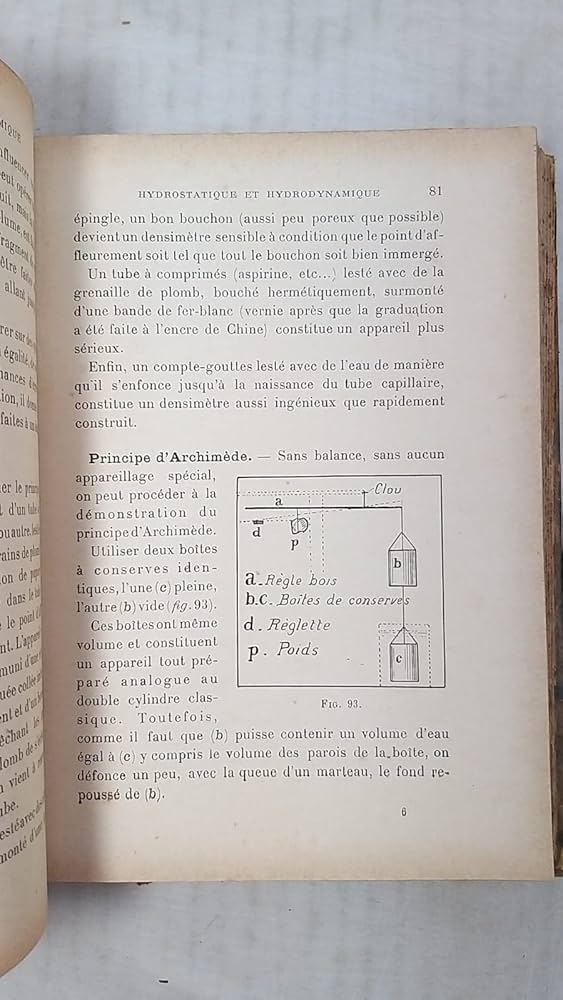 HYDROSTATIQUE ET HYDRODYNAMIQUE 81
épingle, un bon bouchon (aussi peu poreux que possible)
devient un densimètre sensible à condition que le point d'af-
fleurement soit tel que tout le bouchon soit bien immergé.
Un tube à comprimés (aspirine, etc...) lesté avec de la
grenaille de plomb, bouché hermétiquement, surmonté
d'une bande de fer-blanc (vernie après que la graduation
a été faite à l'encre de Chine) constitue un appareil plus
sérieux.
Enfin, un compte-gouttes lesté avec de l'eau de manière
qu'il s'enfonce jusqu'à la naissance du tube capillaire,
constitue un densimètre aussi ingénieux que rapidement
construit.
Principe d'Archimède. — Sans balance, sans aucun
appareillage spécial,
on peut procéder à la
démonstration du
principe d'Archimède.
Utiliser deux boîtes
à conserves iden-
tiques, l'une (c) pleine,
l'autre (b) vide (fig. 93).
Ces boîtes ont même
volume et constituent
un appareil tout pré-
paré analogue au
double cylindre clas-
sique. Toutefois,
Clou
a
d
p
b
c
a. Règle bois
b.c. Boîtes de conserves
d. Réglette
p. Poids
FIG. 93.
comme il faut que (b) puisse contenir un volume d'eau
égal à (c) y compris le volume des parois de la boîte, on
défonce un peu, avec la queue d'un marteau, le fond re-
poussé de (b).
6